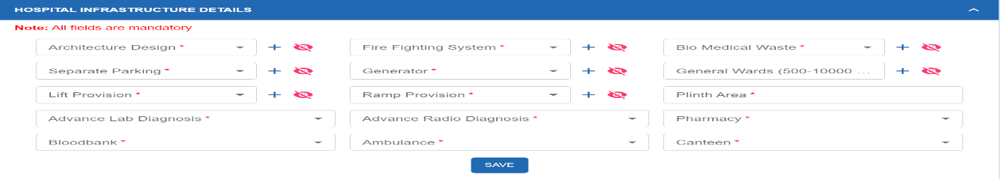 HOSPITAL INFRASTRUCTURE DETAILS
Note: All fields are mandatory
Architecture Design * Fire Fighting System * Bio Medical Waste *
Separate Parking * Generator * General Wards (500-10000 ...
Lift Provision * Ramp Provision * Plinth Area *
Advance Lab Diagnosis * Advance Radio Diagnosis * Pharmacy *
Bloodbank * Ambulance * Canteen *
SAVE